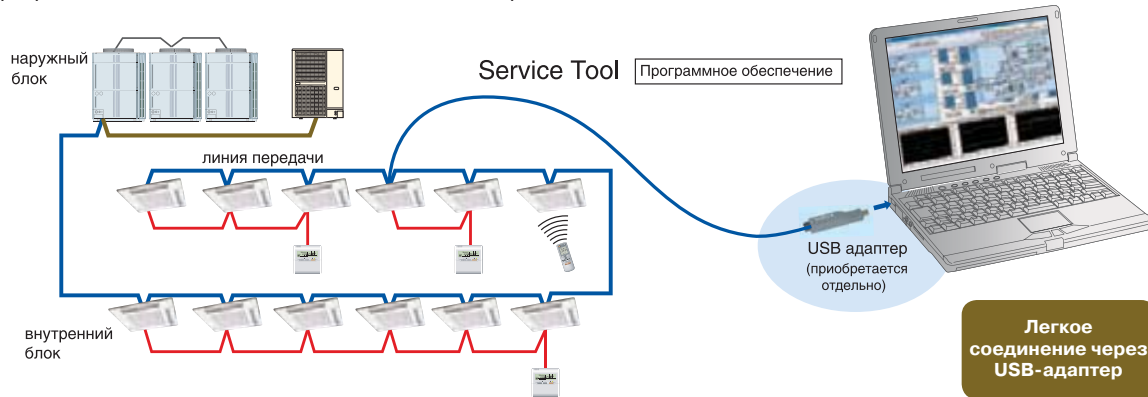 наружный
блок
Service Tool
Программное обеспечение
линия передачи
USB адаптер
(приобретается
отдельно)
внутренний
блок
Легкое
соединение через
USB-адаптер